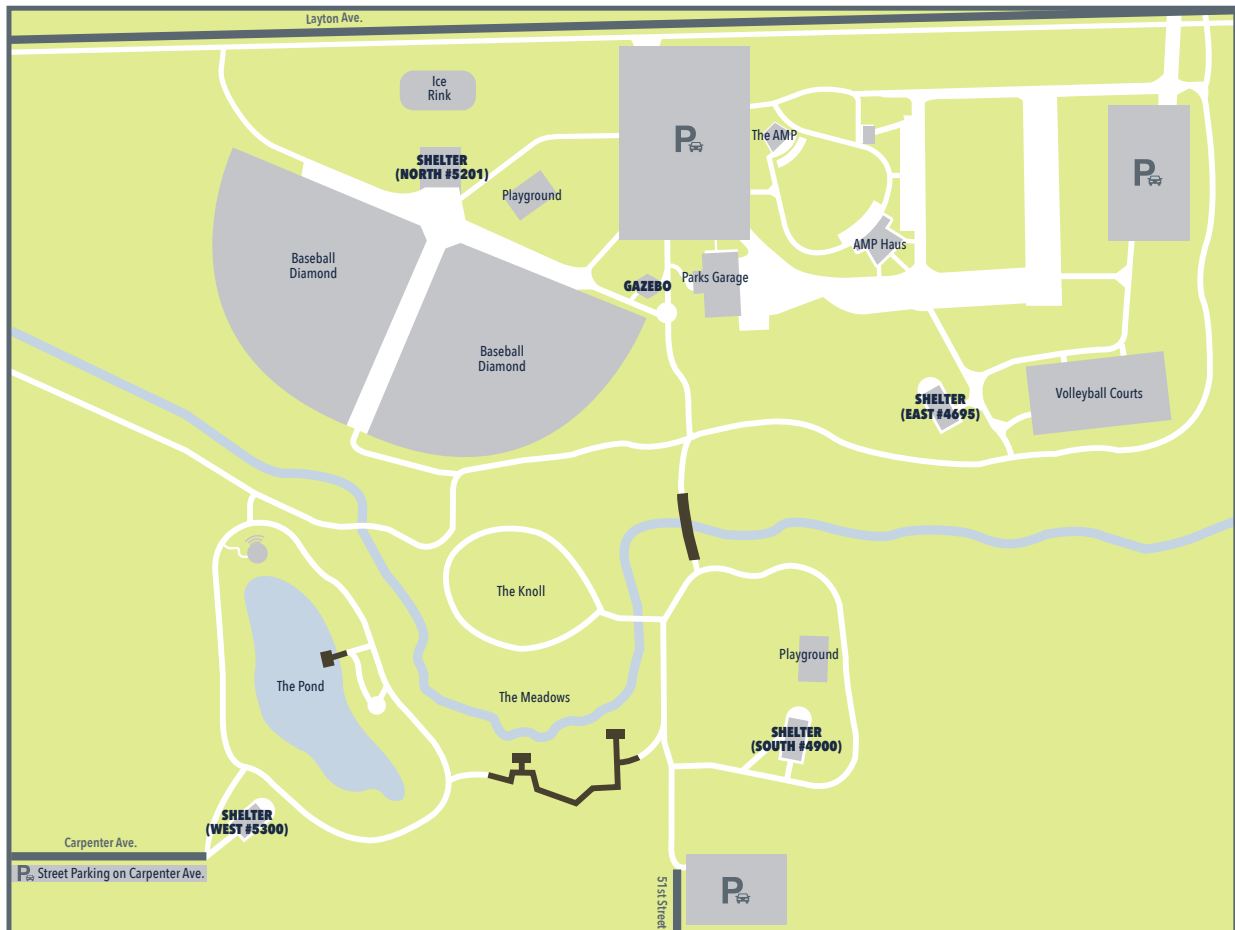 Layton Ave.
Ice
Rink
P
The AMP
SHELTER
(NORTH #5201)
Playground
P
Baseball
Diamond
AMP Haus
GAZEBO
Parks Garage
Baseball
Diamond
Volleyball Courts
SHELTER
(EAST #4695)
The Knoll
Playground
The Pond
The Meadows
SHELTER
(SOUTH #4900)
SHELTER
(WEST #5300)
Carpenter Ave.
P Street Parking on Carpenter Ave.
51st Street
P